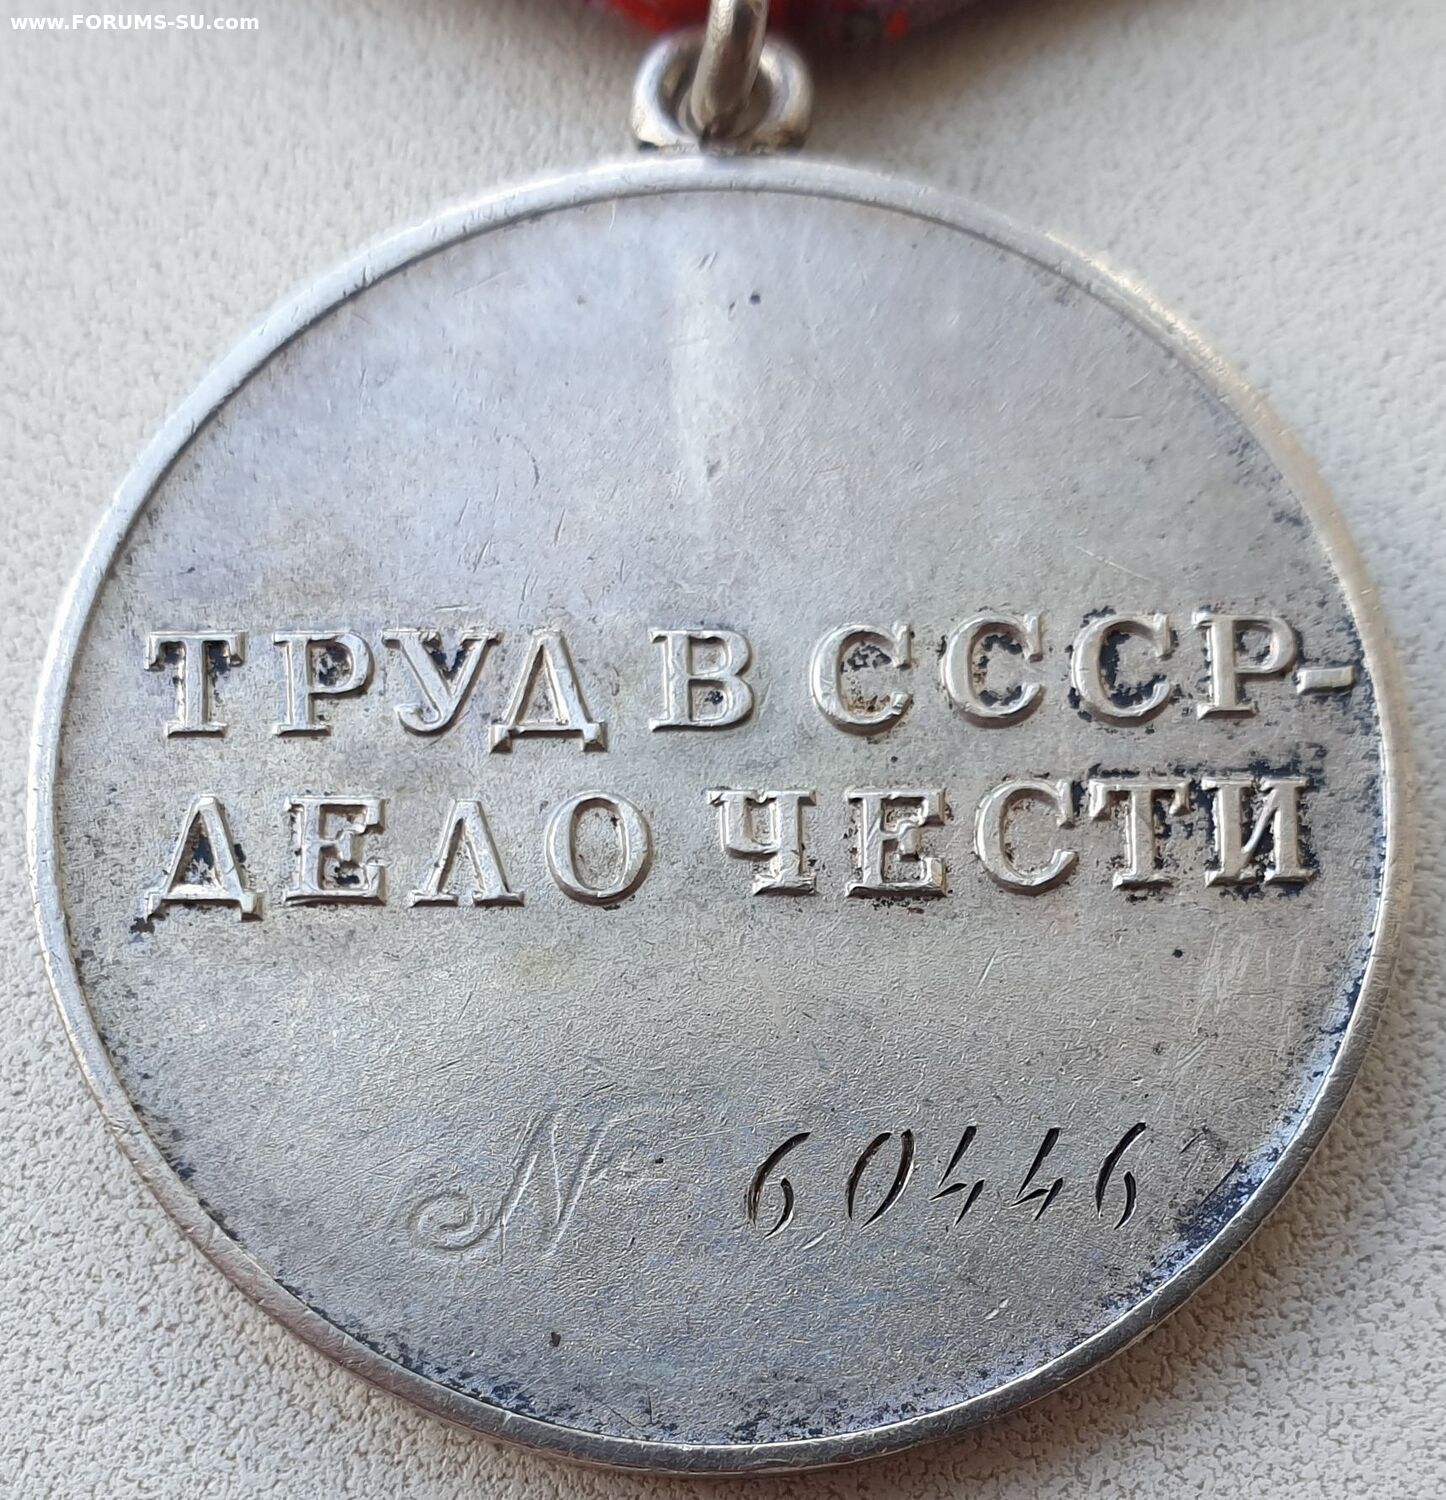 www.FORUMS-SU.com
ТРУД В СССР-
ДЕЛО ЧЕСТИ
№ 60446